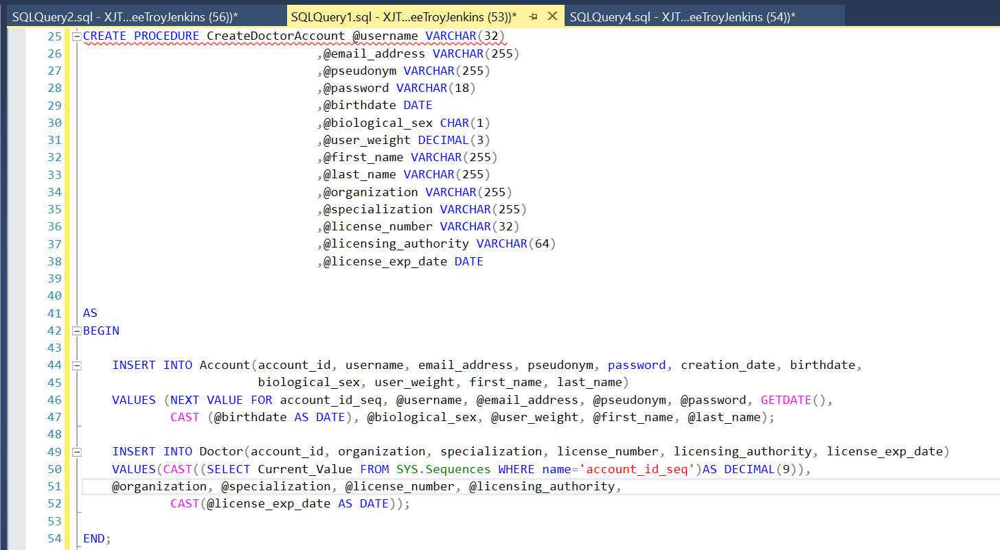 SQLQuery2.sql - XJT...eeTroyJenkins (56))* SQLQuery1.sql - XJT...eeTroyJenkins (53))* SQLQuery4.sql - XJT...eeTroyJenkins (54))*
25 CREATE PROCEDURE CreateDoctorAccount @username VARCHAR(32)
26 ,@email_address VARCHAR(255)
27 ,@pseudonym VARCHAR(255)
28 ,@password VARCHAR(18)
29 ,@birthdate DATE
30 ,@biological_sex CHAR(1)
31 ,@user_weight DECIMAL(3)
32 ,@first_name VARCHAR(255)
33 ,@last_name VARCHAR(255)
34 ,@organization VARCHAR(255)
35 ,@specialization VARCHAR(255)
36 ,@license_number VARCHAR(32)
37 ,@licensing_authority VARCHAR(64)
38 ,@license_exp_date DATE
39
40
41 AS
42 BEGIN
43
44 INSERT INTO Account(account_id, username, email_address, pseudonym, password, creation_date, birthdate,
45 biological_sex, user_weight, first_name, last_name)
46 VALUES (NEXT VALUE FOR account_id_seq, @username, @email_address, @pseudonym, @password, GETDATE(),
47 CAST (@birthdate AS DATE), @biological_sex, @user_weight, @first_name, @last_name);
48
49 INSERT INTO Doctor(account_id, organization, specialization, license_number, licensing_authority, license_exp_date)
50 VALUES(CAST((SELECT Current_Value FROM SYS.Sequences WHERE name='account_id_seq')AS DECIMAL(9)),
51 @organization, @specialization, @license_number, @licensing_authority,
52 CAST(@license_exp_date AS DATE));
53
54 END;